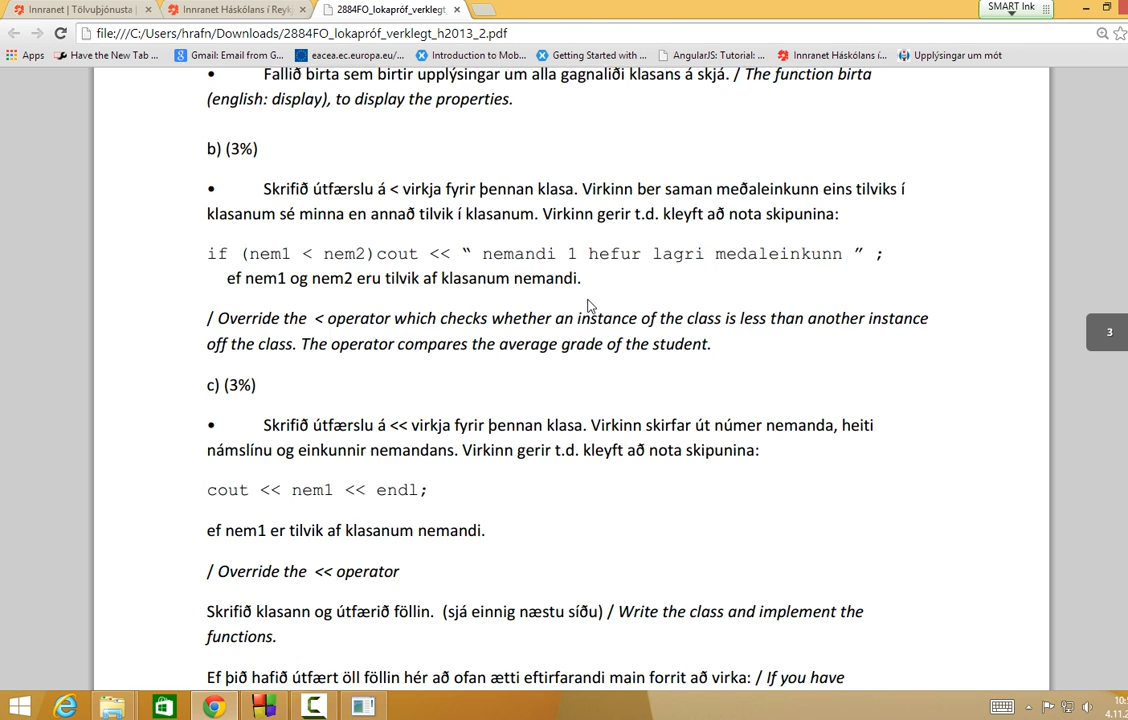 Innranet | Tölvuþjónusta |
Innranet Háskólans í Reyk
2884FO_lokapróf_verklegt_
SMART Ink
file:///C:/Users/hrafn/Downloads/2884FO_lokapróf_verklegt_h2013_2.pdf
Apps
Have the New Tab ...
Gmail: Email from G...
eacea.ec.europa.eu/...
Introduction to Mob...
Getting Started with ...
AngularJS: Tutorial: ...
Innranet Háskólans í...
Upplýsingar um mót
• Fallið birta sem birtir upplýsingar um alla gagnaliði klasans á skjá. / The function birta
(english: display), to display the properties.
b) (3%)
• Skrifið útfærslu á < virkja fyrir þennan klasa. Virkinn ber saman meðaleinkunn eins tilviks í
klasanum sé minna en annað tilvik í klasanum. Virkinn gerir t.d. kleyft að nota skipunina:
if (nem1 < nem2)cout << “ nemandi 1 hefur lagri medaleinkunn ” ;
ef nem1 og nem2 eru tilvik af klasanum nemandi.
/ Override the < operator which checks whether an instance of the class is less than another instance
off the class. The operator compares the average grade of the student.
3
c) (3%)
• Skrifið útfærslu á << virkja fyrir þennan klasa. Virkinn skirfar út númer nemanda, heiti
námslínu og einkunnir nemandans. Virkinn gerir t.d. kleyft að nota skipunina:
cout << nem1 << endl;
ef nem1 er tilvik af klasanum nemandi.
/ Override the << operator
Skrifið klasann og útfærið föllin. (sjá einnig næstu síðu) / Write the class and implement the
functions.
Ef þið hafið útfært öll föllin hér að ofan ætti eftirfarandi main forrit að virka: / If you have